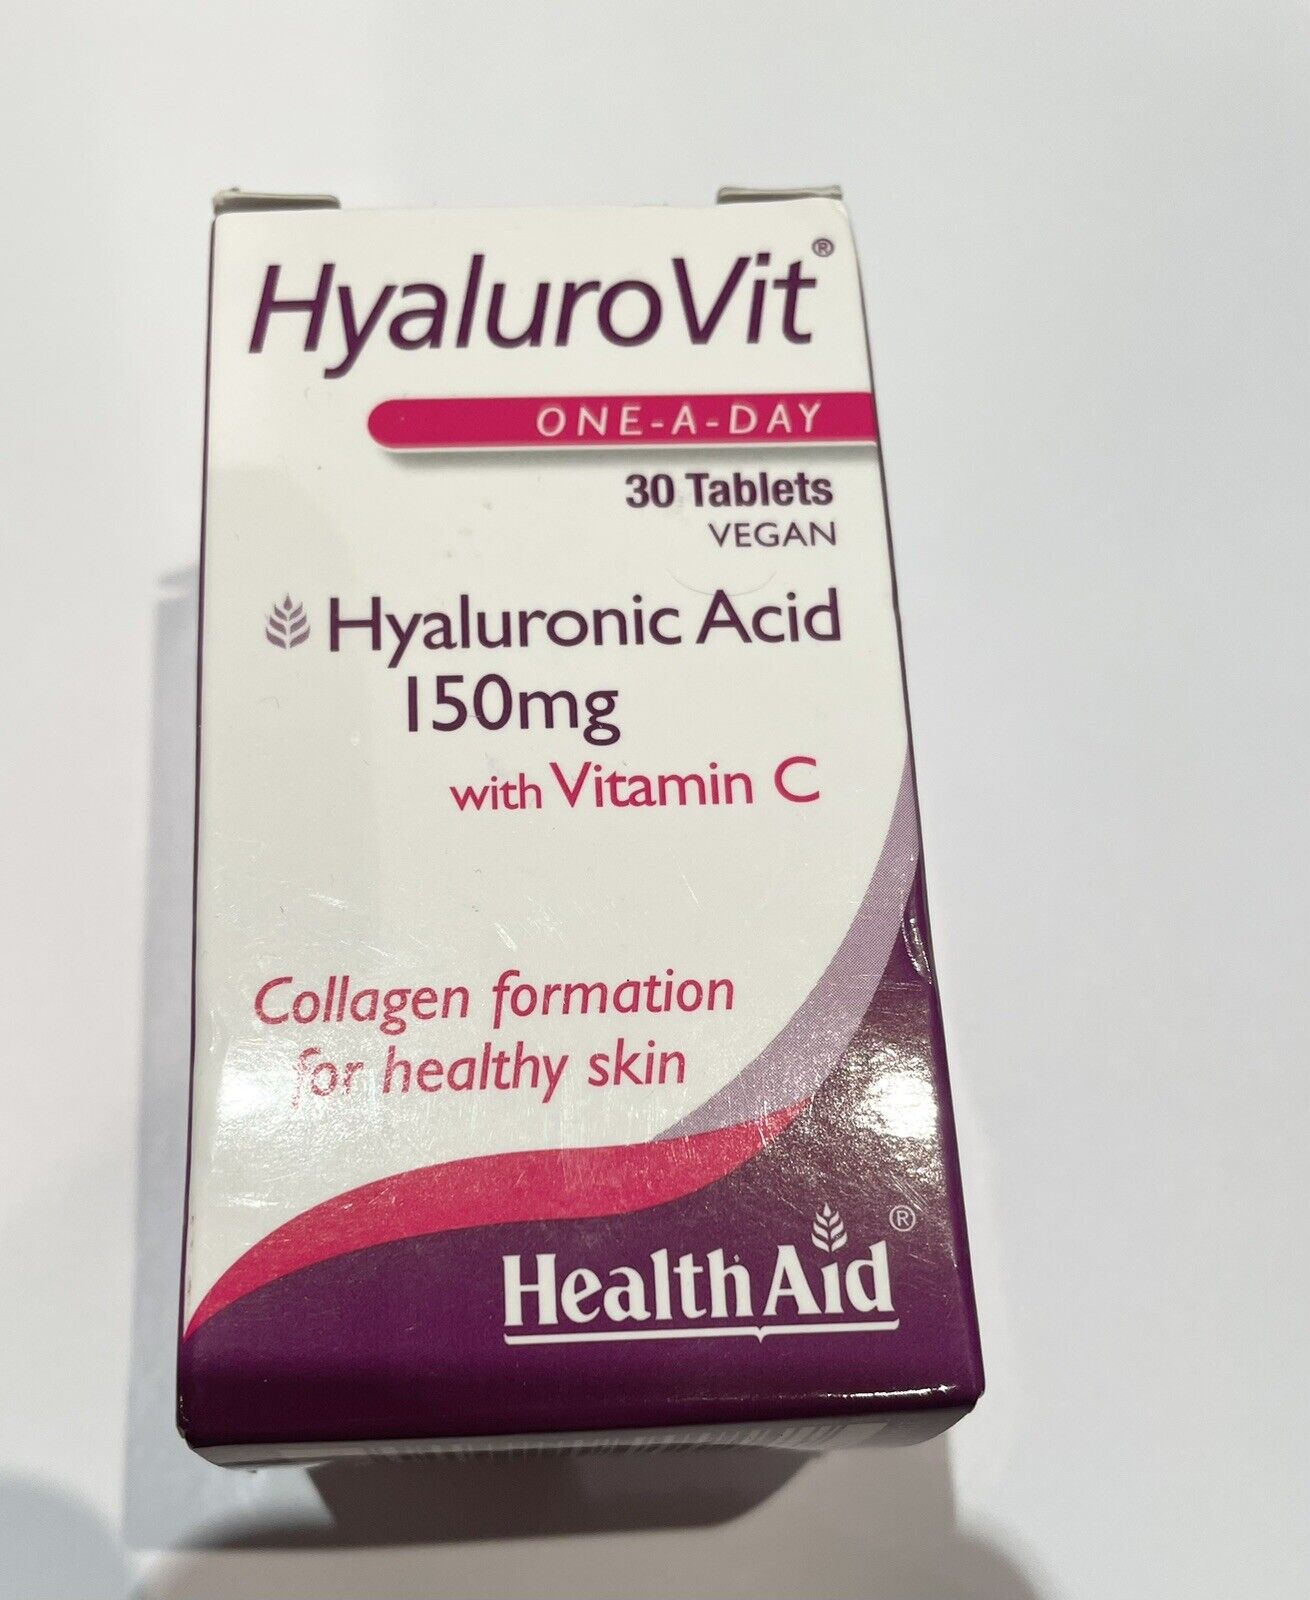 HyaluroVit®
ONE-A-DAY
30 Tablets
VEGAN
Hyaluronic Acid
150mg
with Vitamin C
Collagen formation
for healthy skin
HealthAid®